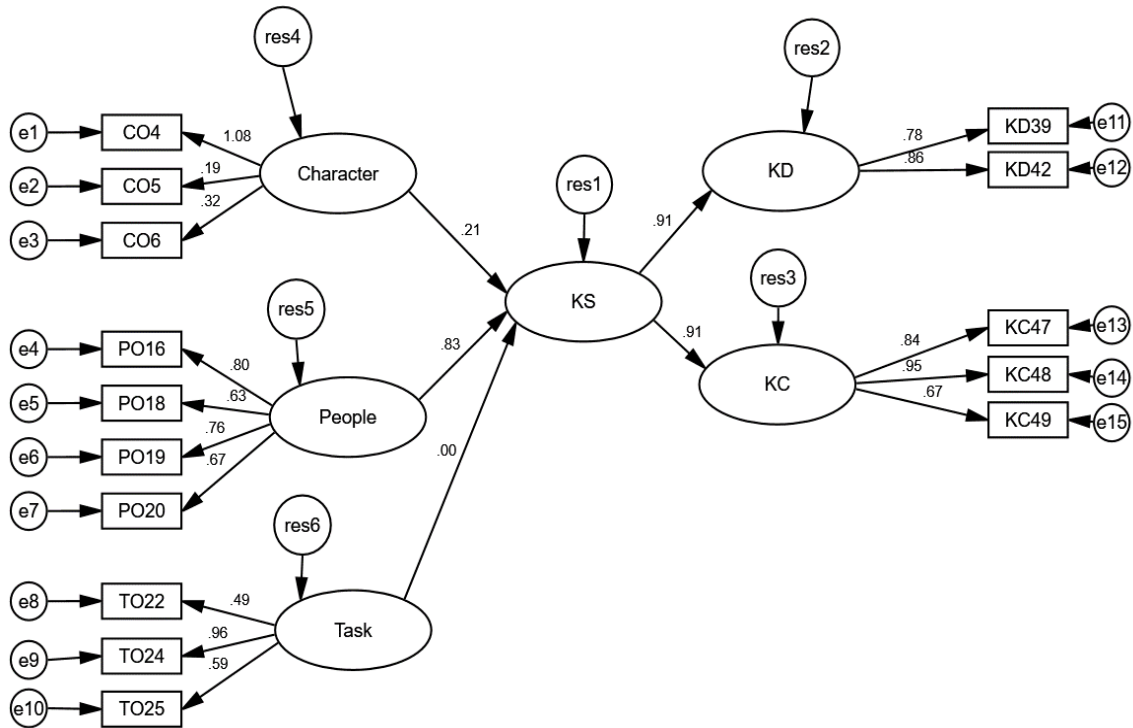 res4
e1
CO4
1.08
e2
CO5
.19
e3
CO6
.32
Character
.21
res5
e4
PO16
.80
e5
PO18
.63
e6
PO19
.76
e7
PO20
.67
People
.83
res6
e8
TO22
.49
e9
TO24
.96
e10
TO25
.59
Task
.00
res1
KS
.91
.91
res2
KD
.78
KD39
e11
.86
KD42
e12
res3
KC
.84
KC47
e13
.95
KC48
e14
.67
KC49
e15